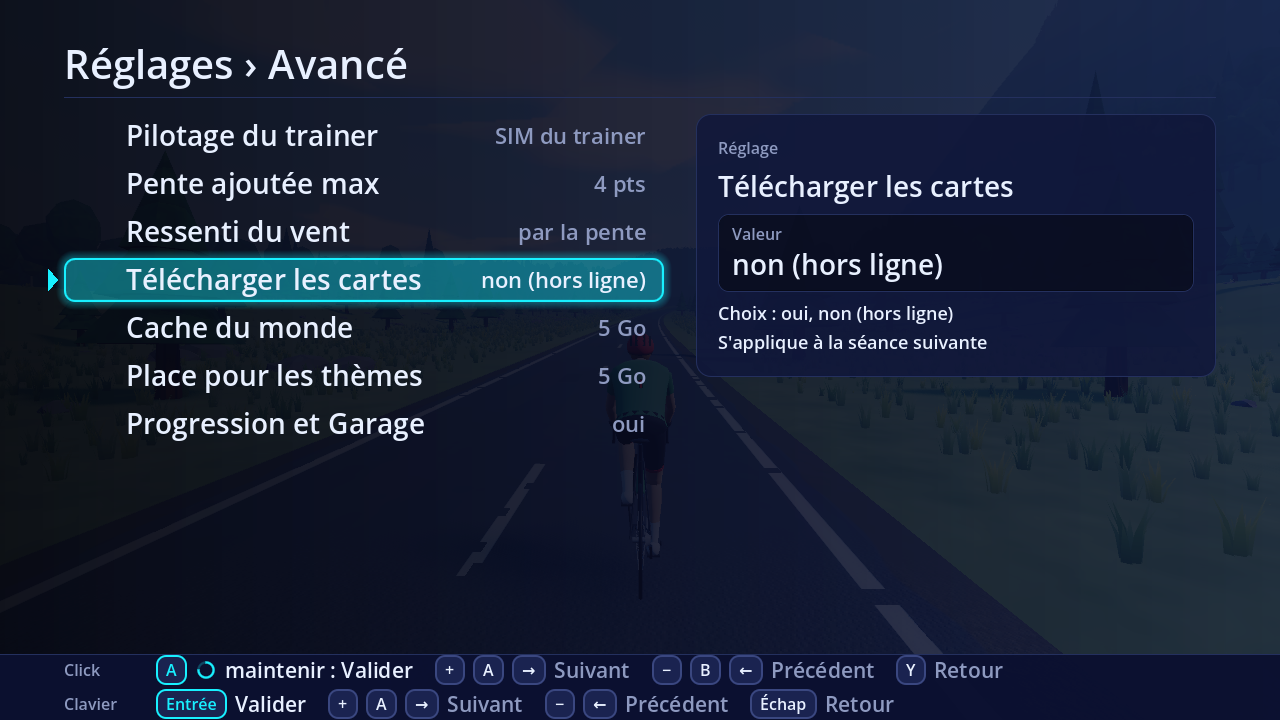 Réglages › Avancé
Pilotage du trainer SIM du trainer
Pente ajoutée max 4 pts
Ressenti du vent par la pente
Télécharger les cartes non (hors ligne)
Cache du monde 5 Go
Place pour les thèmes 5 Go
Progression et Garage oui
Réglage
Télécharger les cartes
Valeur
non (hors ligne)
Choix : oui, non (hors ligne)
S'applique à la séance suivante
Click A maintenir : Valider + A → Suivant − B ← Précédent Y Retour
Clavier Entrée Valider + A → Suivant − ← Précédent Échap Retour